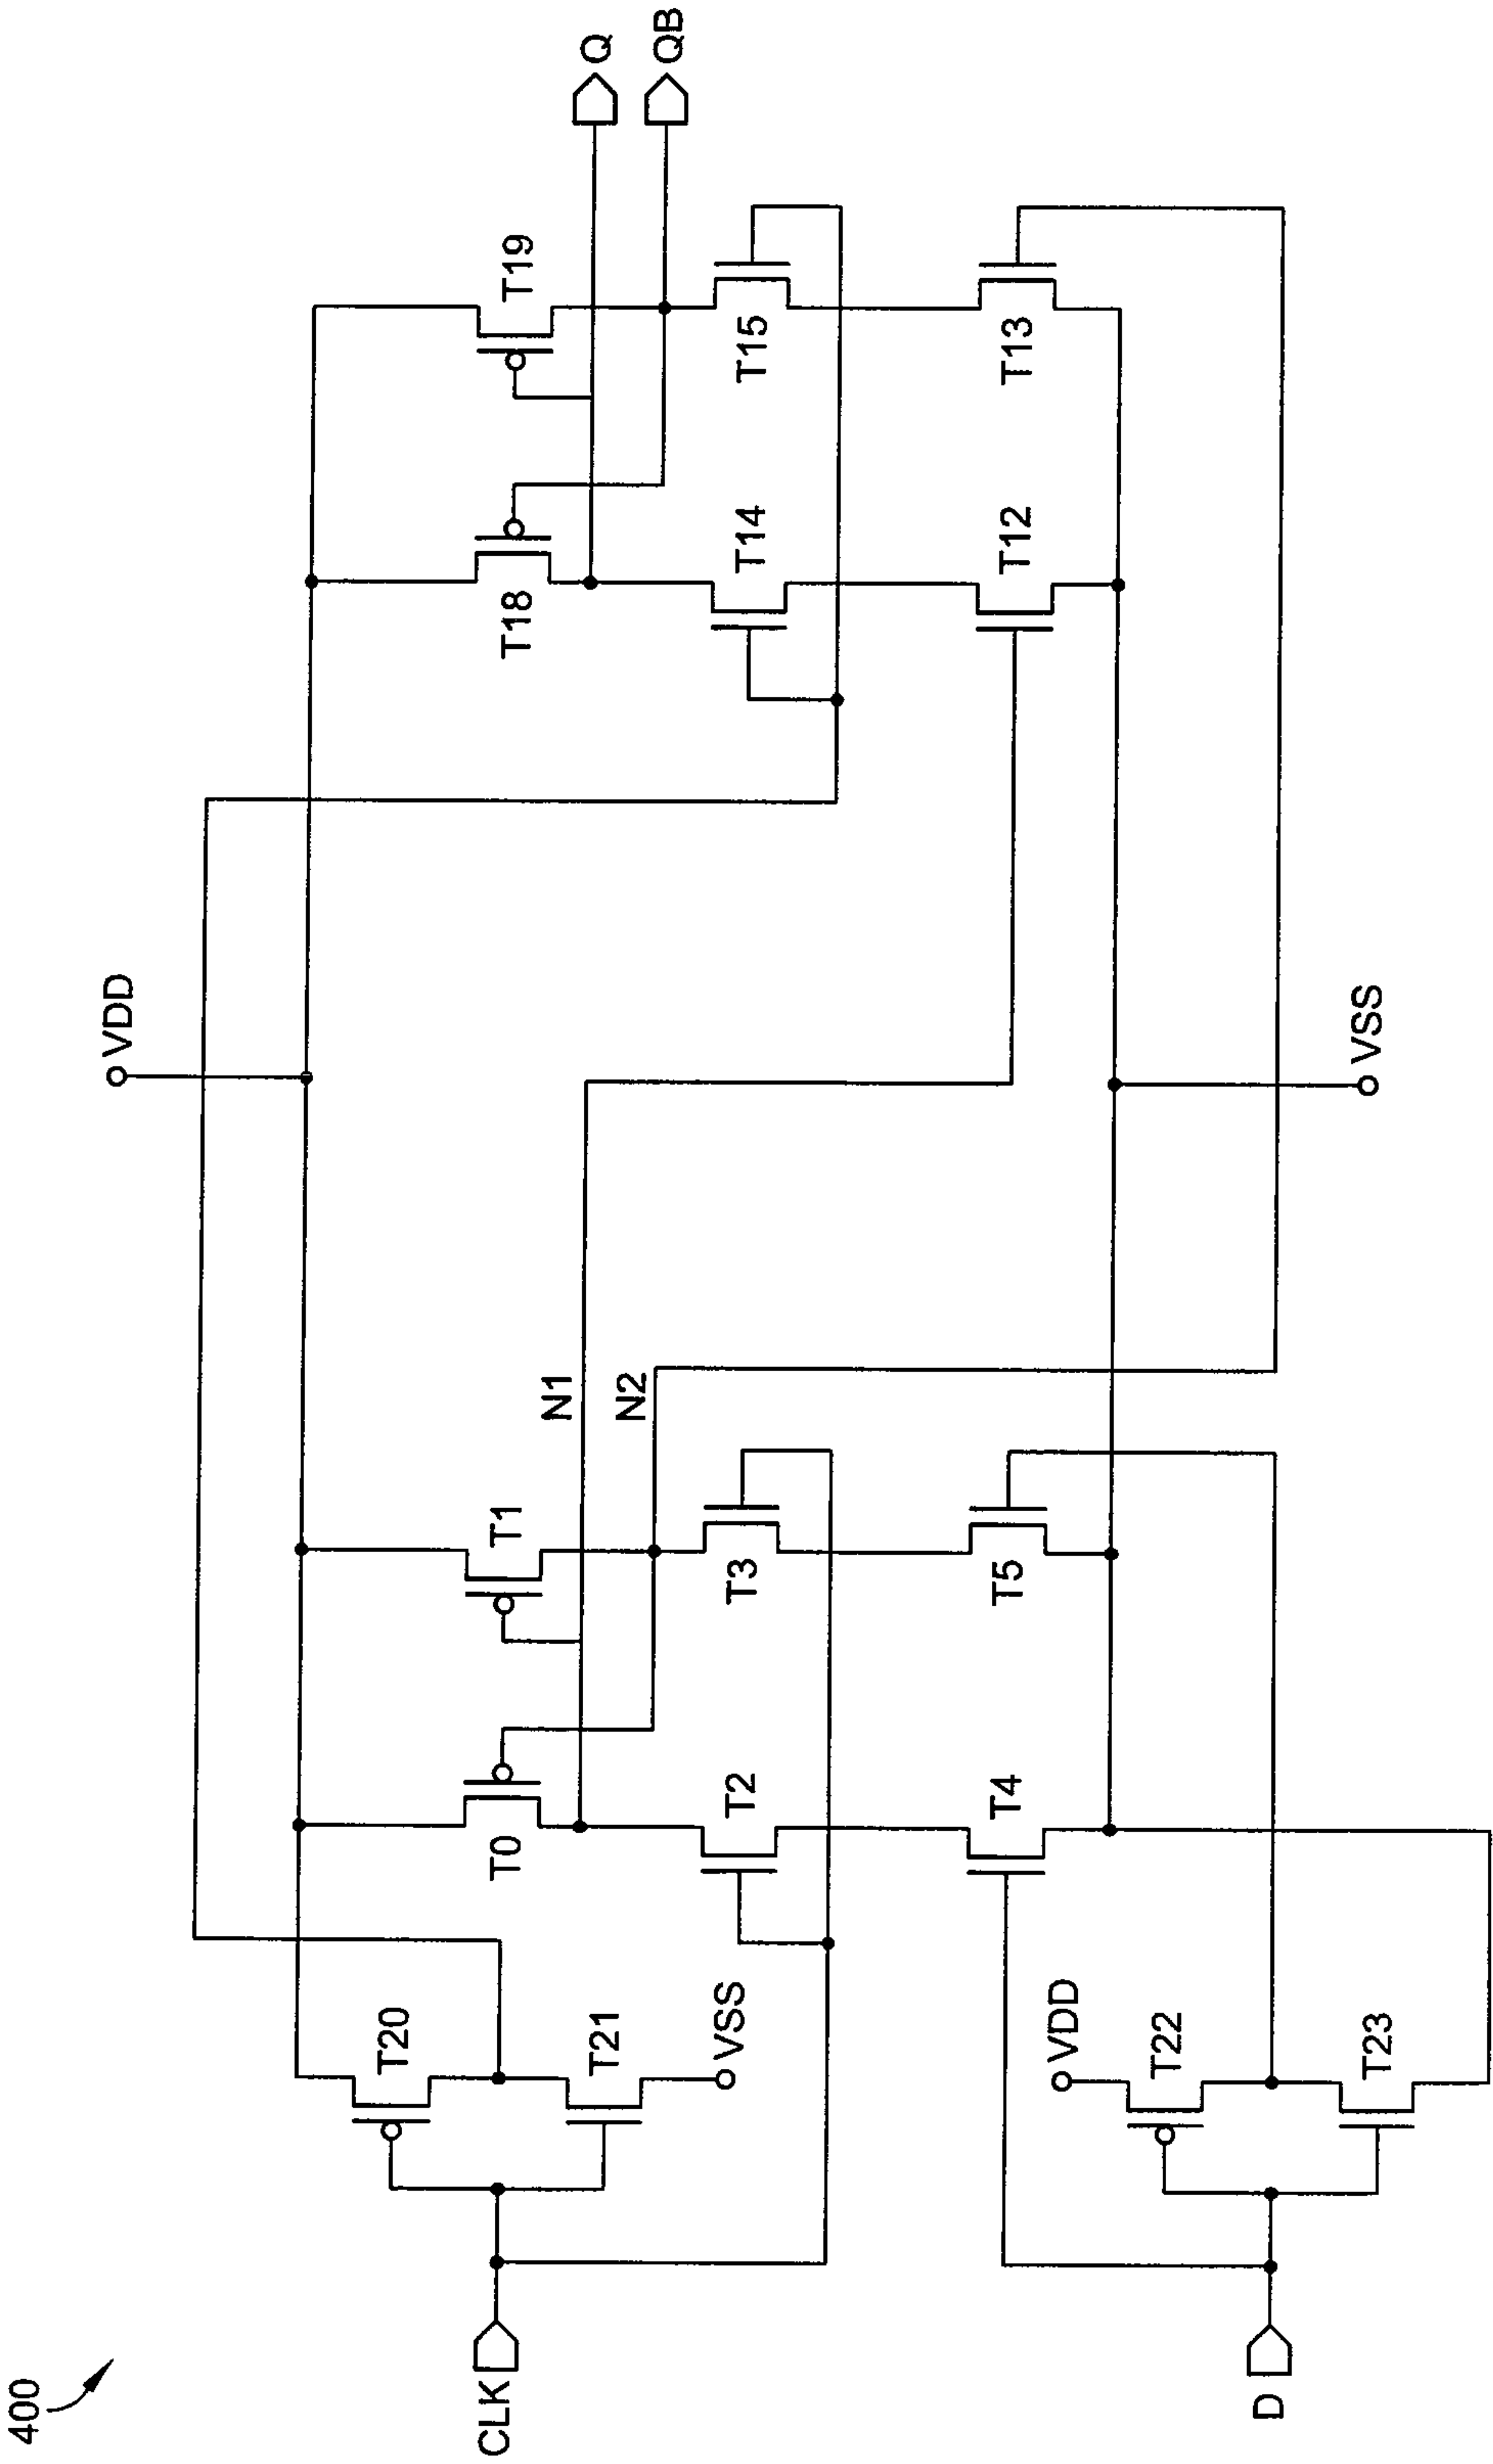 400
VDD
CLK
T20
T21
VSS
T0
T1
N1
N2
T2
T3
T4
T5
T18
T19
Q
QB
T14
T15
T12
T13
D
VDD
T22
T23
VSS